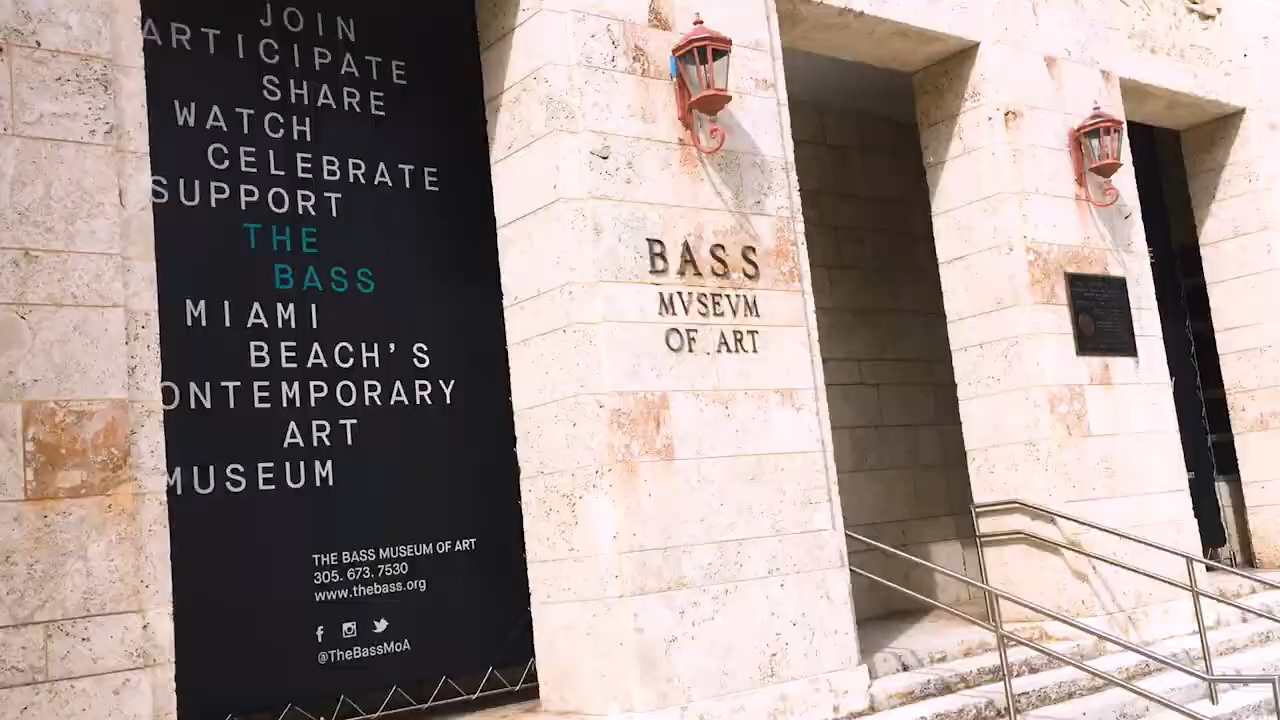 JOIN
ARTICIPATE
SHARE
WATCH
CELEBRATE
SUPPORT
THE
BASS
MIAMI
BEACH'S
ONTEMPORARY
ART
MUSEUM
THE BASS MUSEUM OF ART
305. 673. 7530
www.thebass.org
@TheBassMoA
BASS
MVSEVM
OF ART